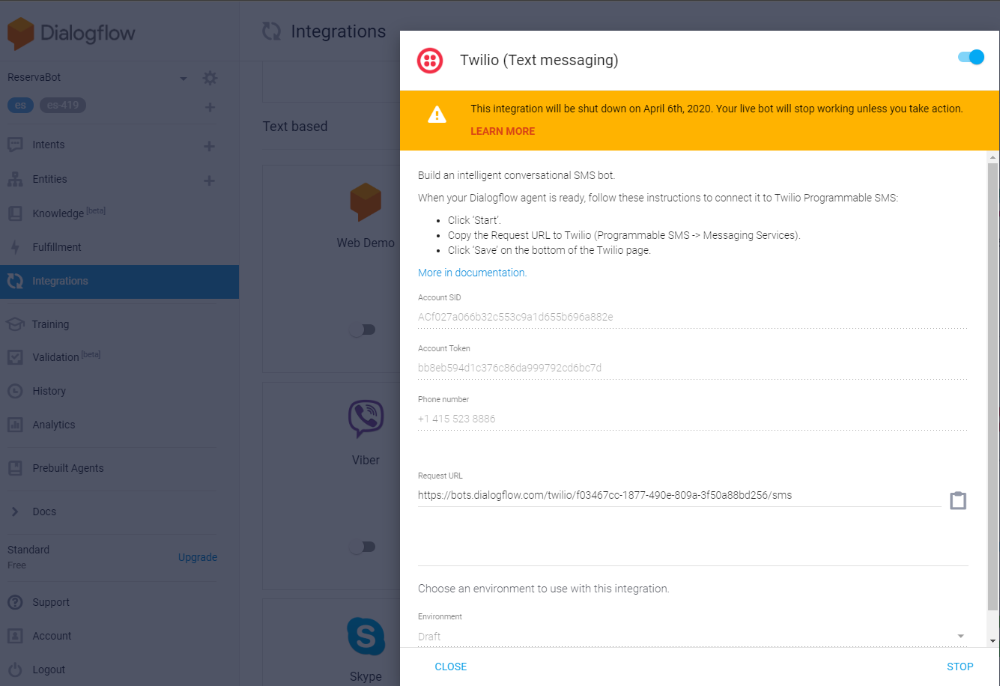 Dialogflow
ReservaBot
es es-419
Intents
Entities
Knowledge [beta]
Fulfillment
Integrations
Training
Validation [beta]
History
Analytics
Prebuilt Agents
Docs
Standard
Free
Upgrade
Support
Account
Logout
Integrations
Text based
Web Demo
Viber
Skype
Twilio (Text messaging)
This integration will be shut down on April 6th, 2020. Your live bot will stop working unless you take action.
LEARN MORE
Build an intelligent conversational SMS bot.
When your Dialogflow agent is ready, follow these instructions to connect it to Twilio Programmable SMS:
Click 'Start'.
Copy the Request URL to Twilio (Programmable SMS -> Messaging Services).
Click 'Save' on the bottom of the Twilio page.
More in documentation.
Account SID
ACf027a066b32c553c9a1d655b696a882e
Account Token
bb8eb594d1c376c86da999792cd6bc7d
Phone number
+1 415 523 8886
Request URL
https://bots.dialogflow.com/twilio/f03467cc-1877-490e-809a-3f50a88bd256/sms
Choose an environment to use with this integration.
Environment
Draft
CLOSE
STOP